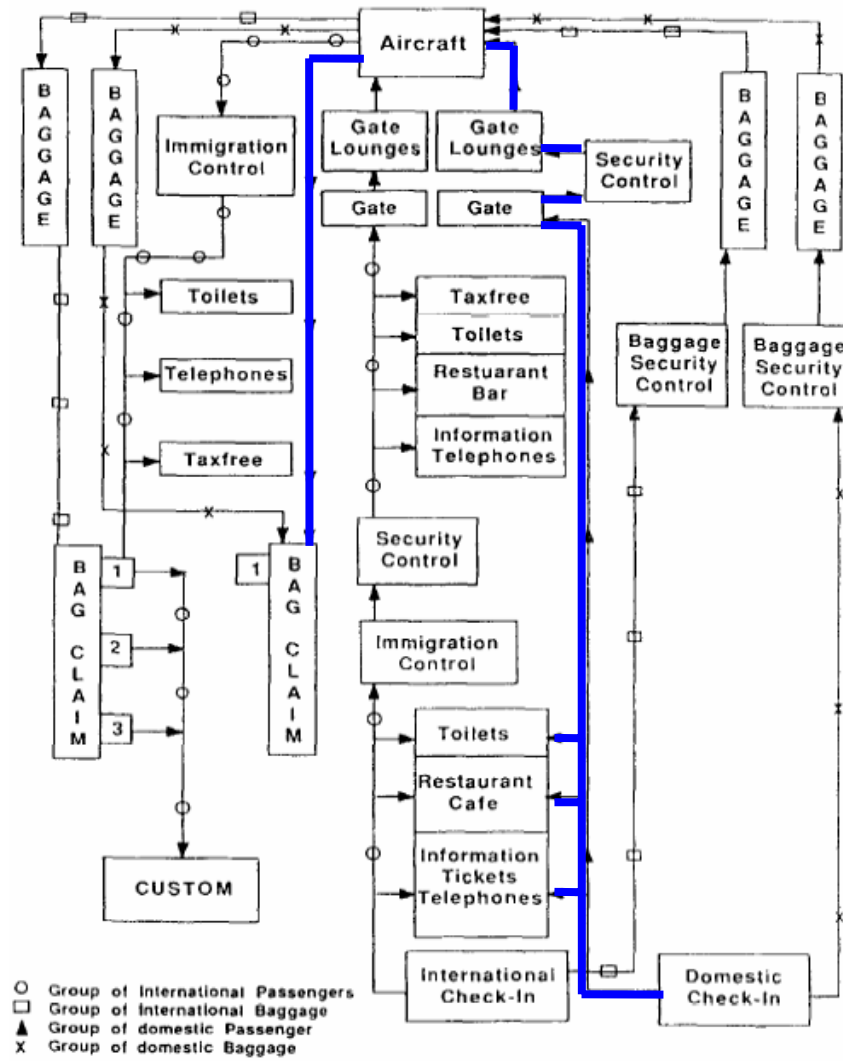 Aircraft
BAGGAGE
BAGGAGE
Immigration
Control
Gate
Lounges
Gate
Lounges
Security
Control
BAGGAGE
BAGGAGE
Gate
Gate
Toilets
Telephones
Taxfree
Taxfree
Toilets
Restuarant
Bar
Information
Telephones
Baggage
Security
Control
Baggage
Security
Control
Security
Control
BAG CLAIM
1
2
3
1
BAG CLAIM
Immigration
Control
Toilets
Restaurant
Cafe
Information
Tickets
Telephones
CUSTOM
International
Check-In
Domestic
Check-In
Group of International Passengers
Group of International Baggage
Group of domestic Passenger
Group of domestic Baggage